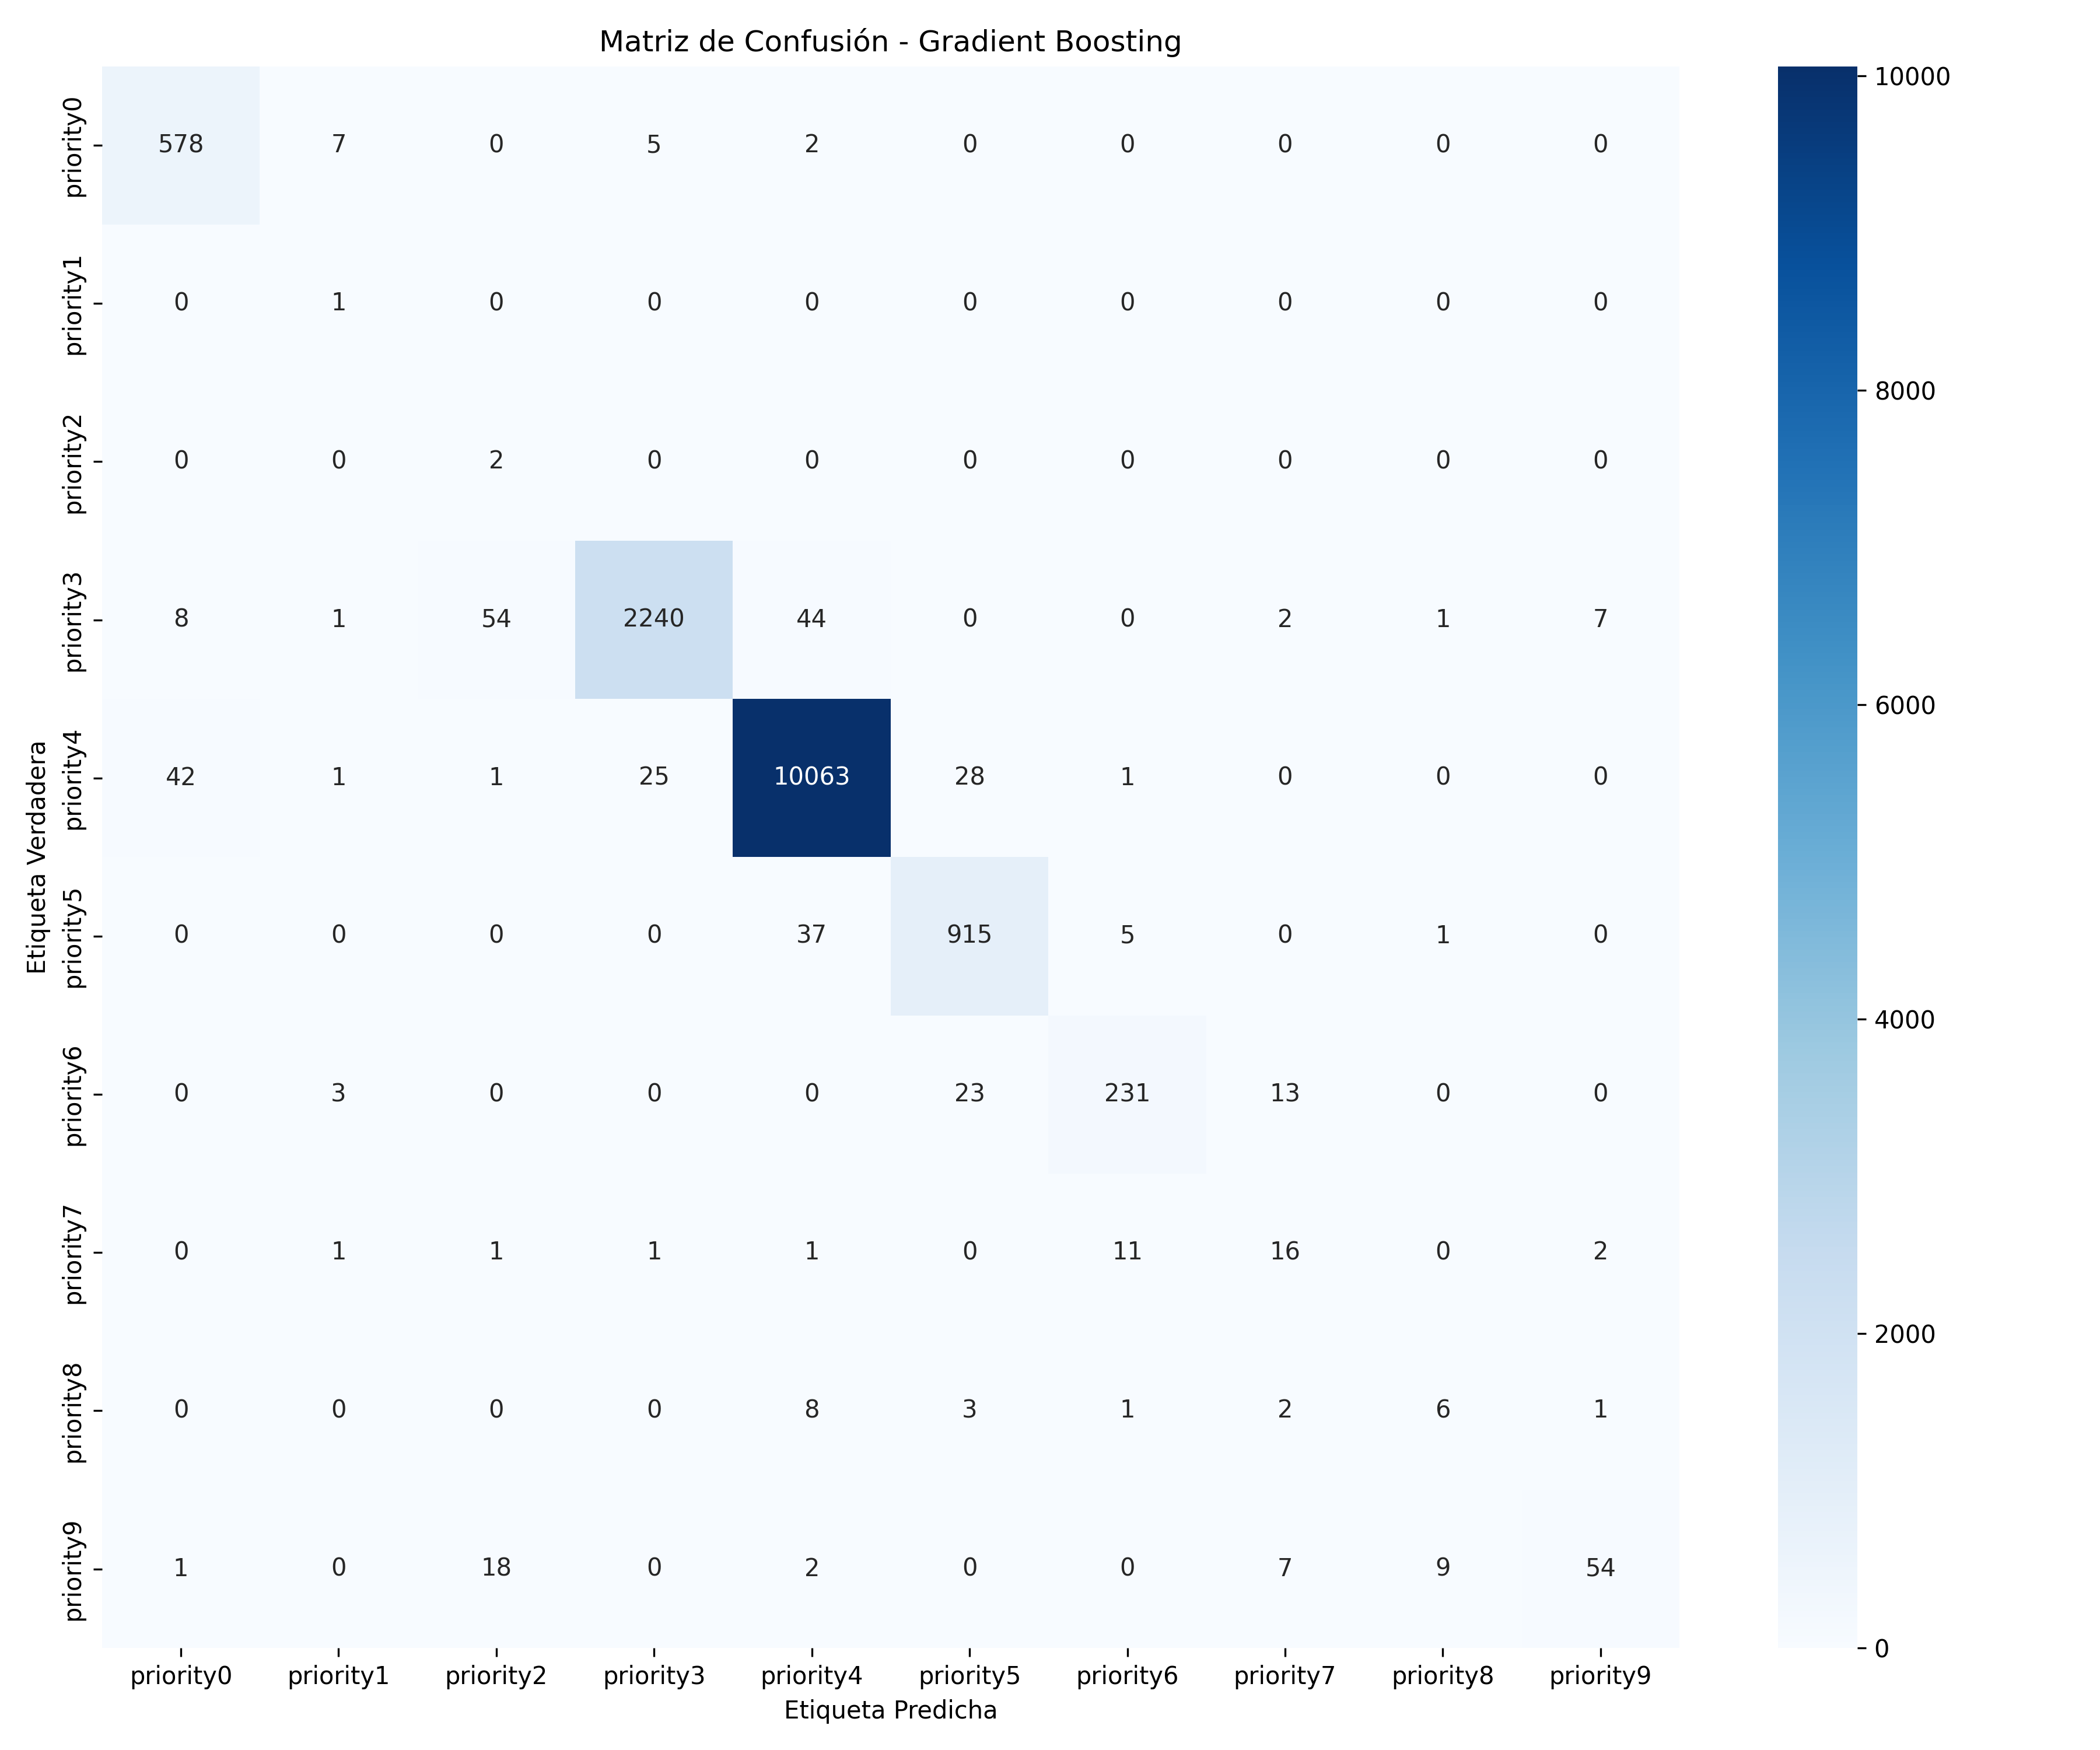 Matriz de Confusión - Gradient Boosting
Etiqueta Verdadera
priority0 578 7 0 5 2 0 0 0 0 0
priority1 0 1 0 0 0 0 0 0 0 0
priority2 0 0 2 0 0 0 0 0 0 0
priority3 8 1 54 2240 44 0 0 2 1 7
priority4 42 1 1 25 10063 28 1 0 0 0
priority5 0 0 0 0 37 915 5 0 1 0
priority6 0 3 0 0 0 23 231 13 0 0
priority7 0 1 1 1 1 0 11 16 0 2
priority8 0 0 0 0 8 3 1 2 6 1
priority9 1 0 18 0 2 0 0 7 9 54
priority0 priority1 priority2 priority3 priority4 priority5 priority6 priority7 priority8 priority9
Etiqueta Predicha
10000
8000
6000
4000
2000
0